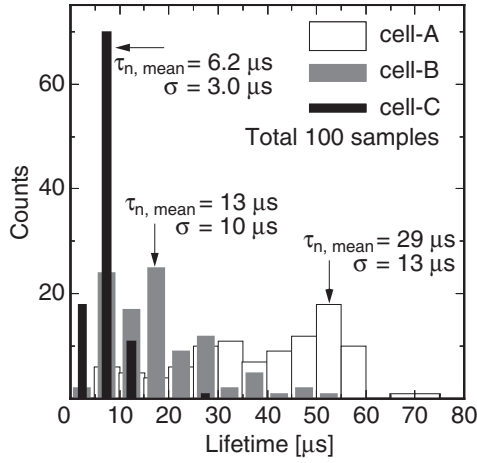 cell-A
cell-B
cell-C
Total 100 samples
τn, mean = 6.2 μs
σ = 3.0 μs
τn, mean = 13 μs
σ = 10 μs
τn, mean = 29 μs
σ = 13 μs
Counts
60
40
20
0 10 20 30 40 50 60 70 80
Lifetime [μs]